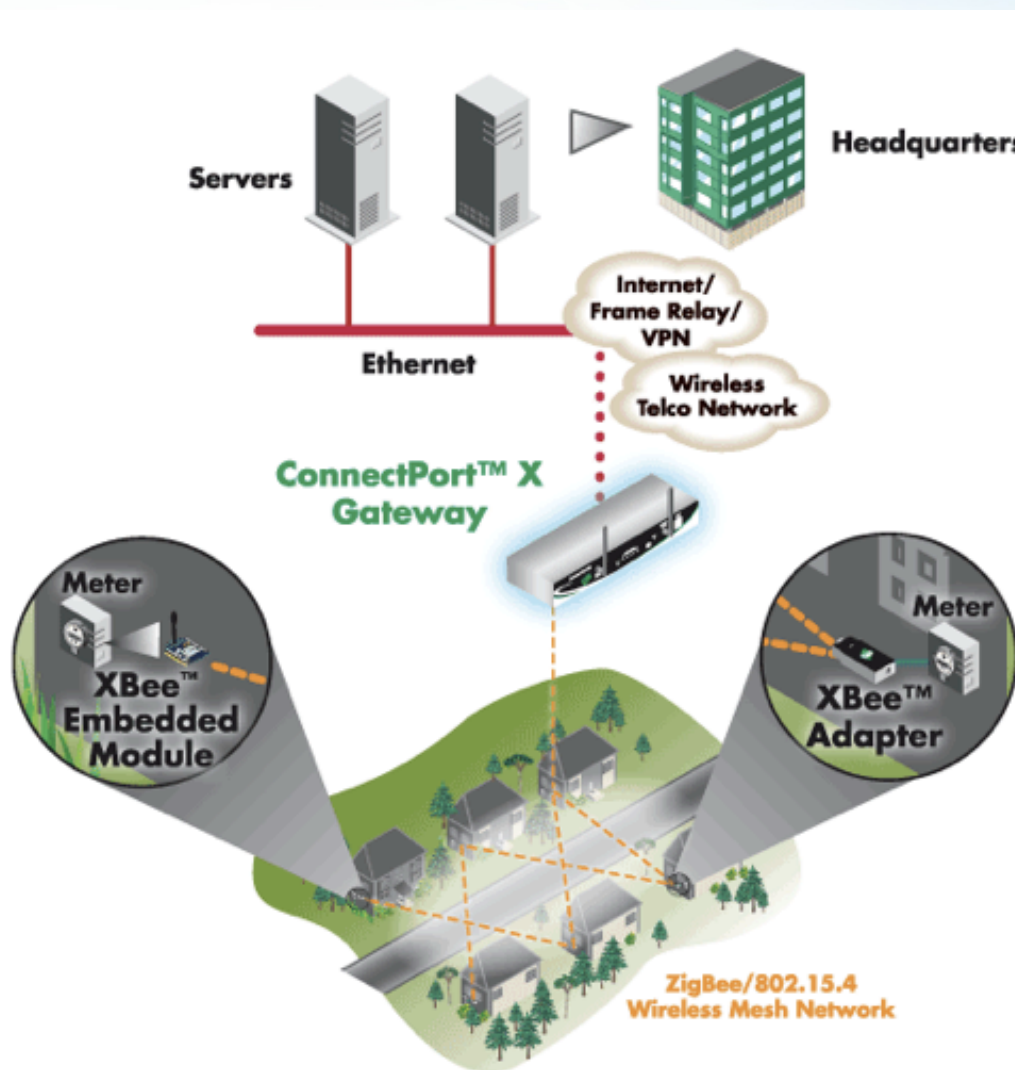 Servers
Headquarters
Internet/
Frame Relay/
VPN
Ethernet
Wireless
Telco Network
ConnectPort™ X
Gateway
Meter
XBee™
Embedded
Module
Meter
XBee™
Adapter
ZigBee/802.15.4
Wireless Mesh Network